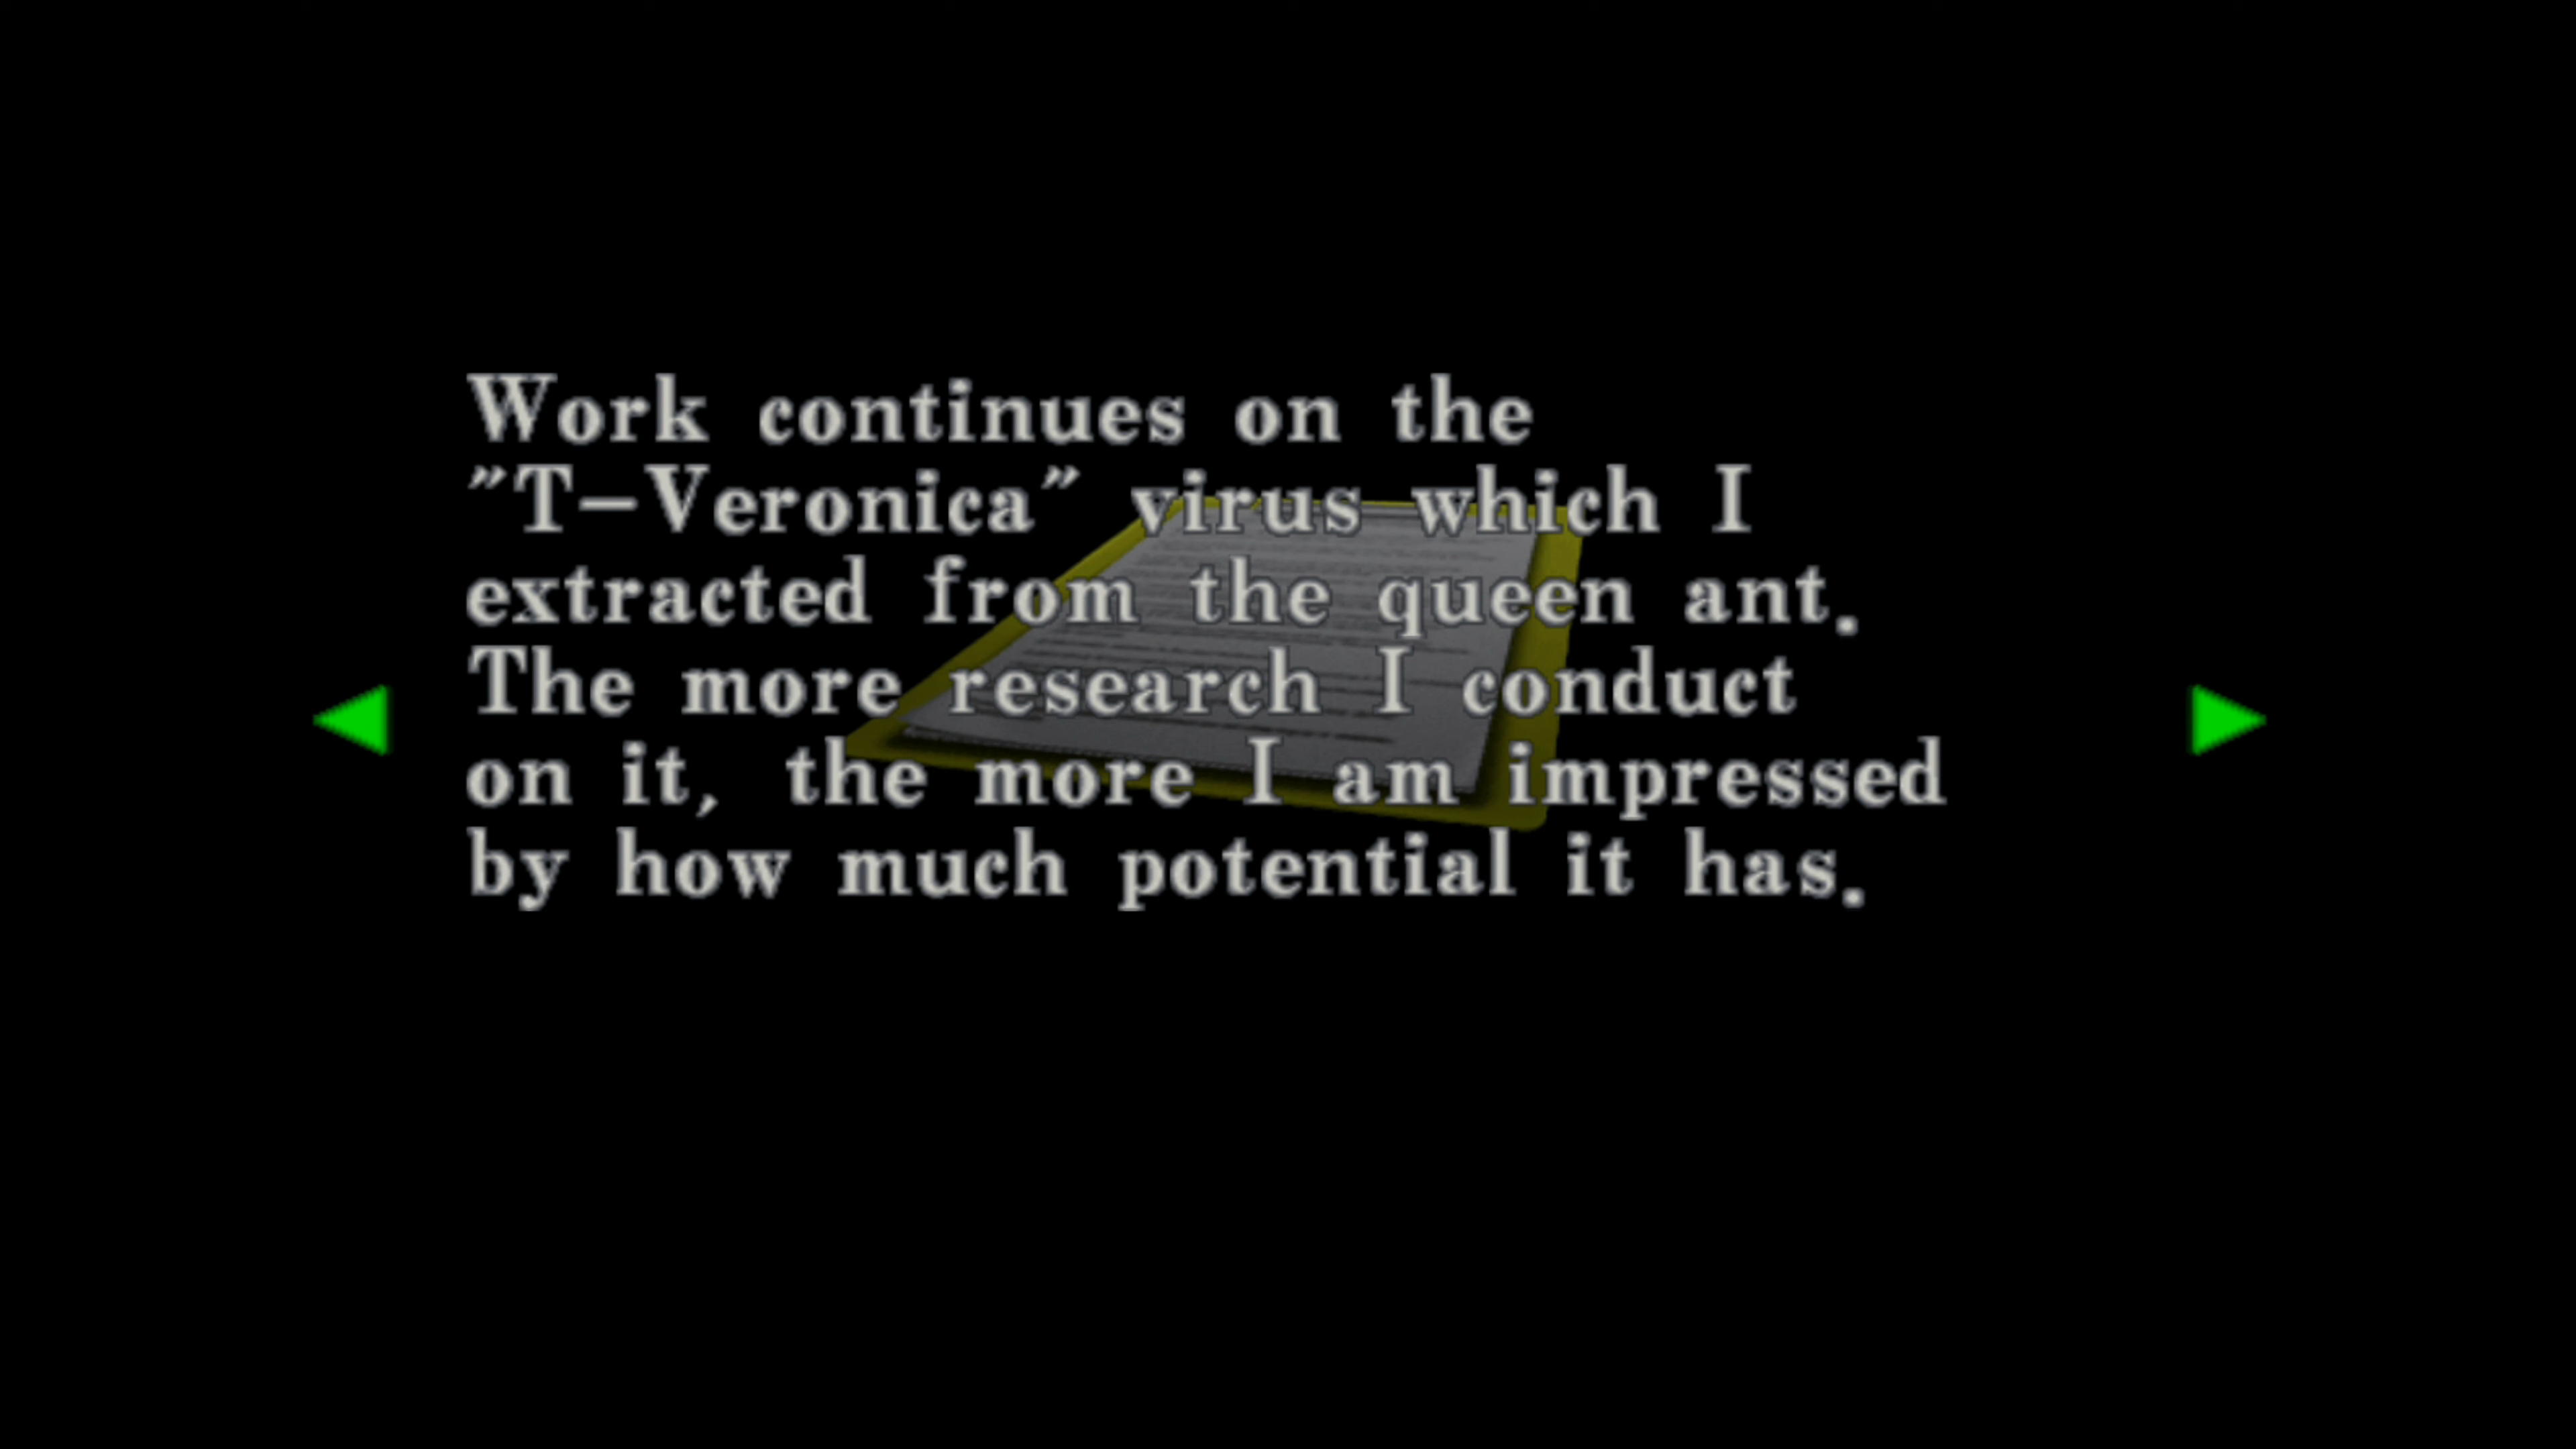 Work continues on the
"T-Veronica" virus which I
extracted from the queen ant.
The more research I conduct
on it, the more I am impressed
by how much potential it has.